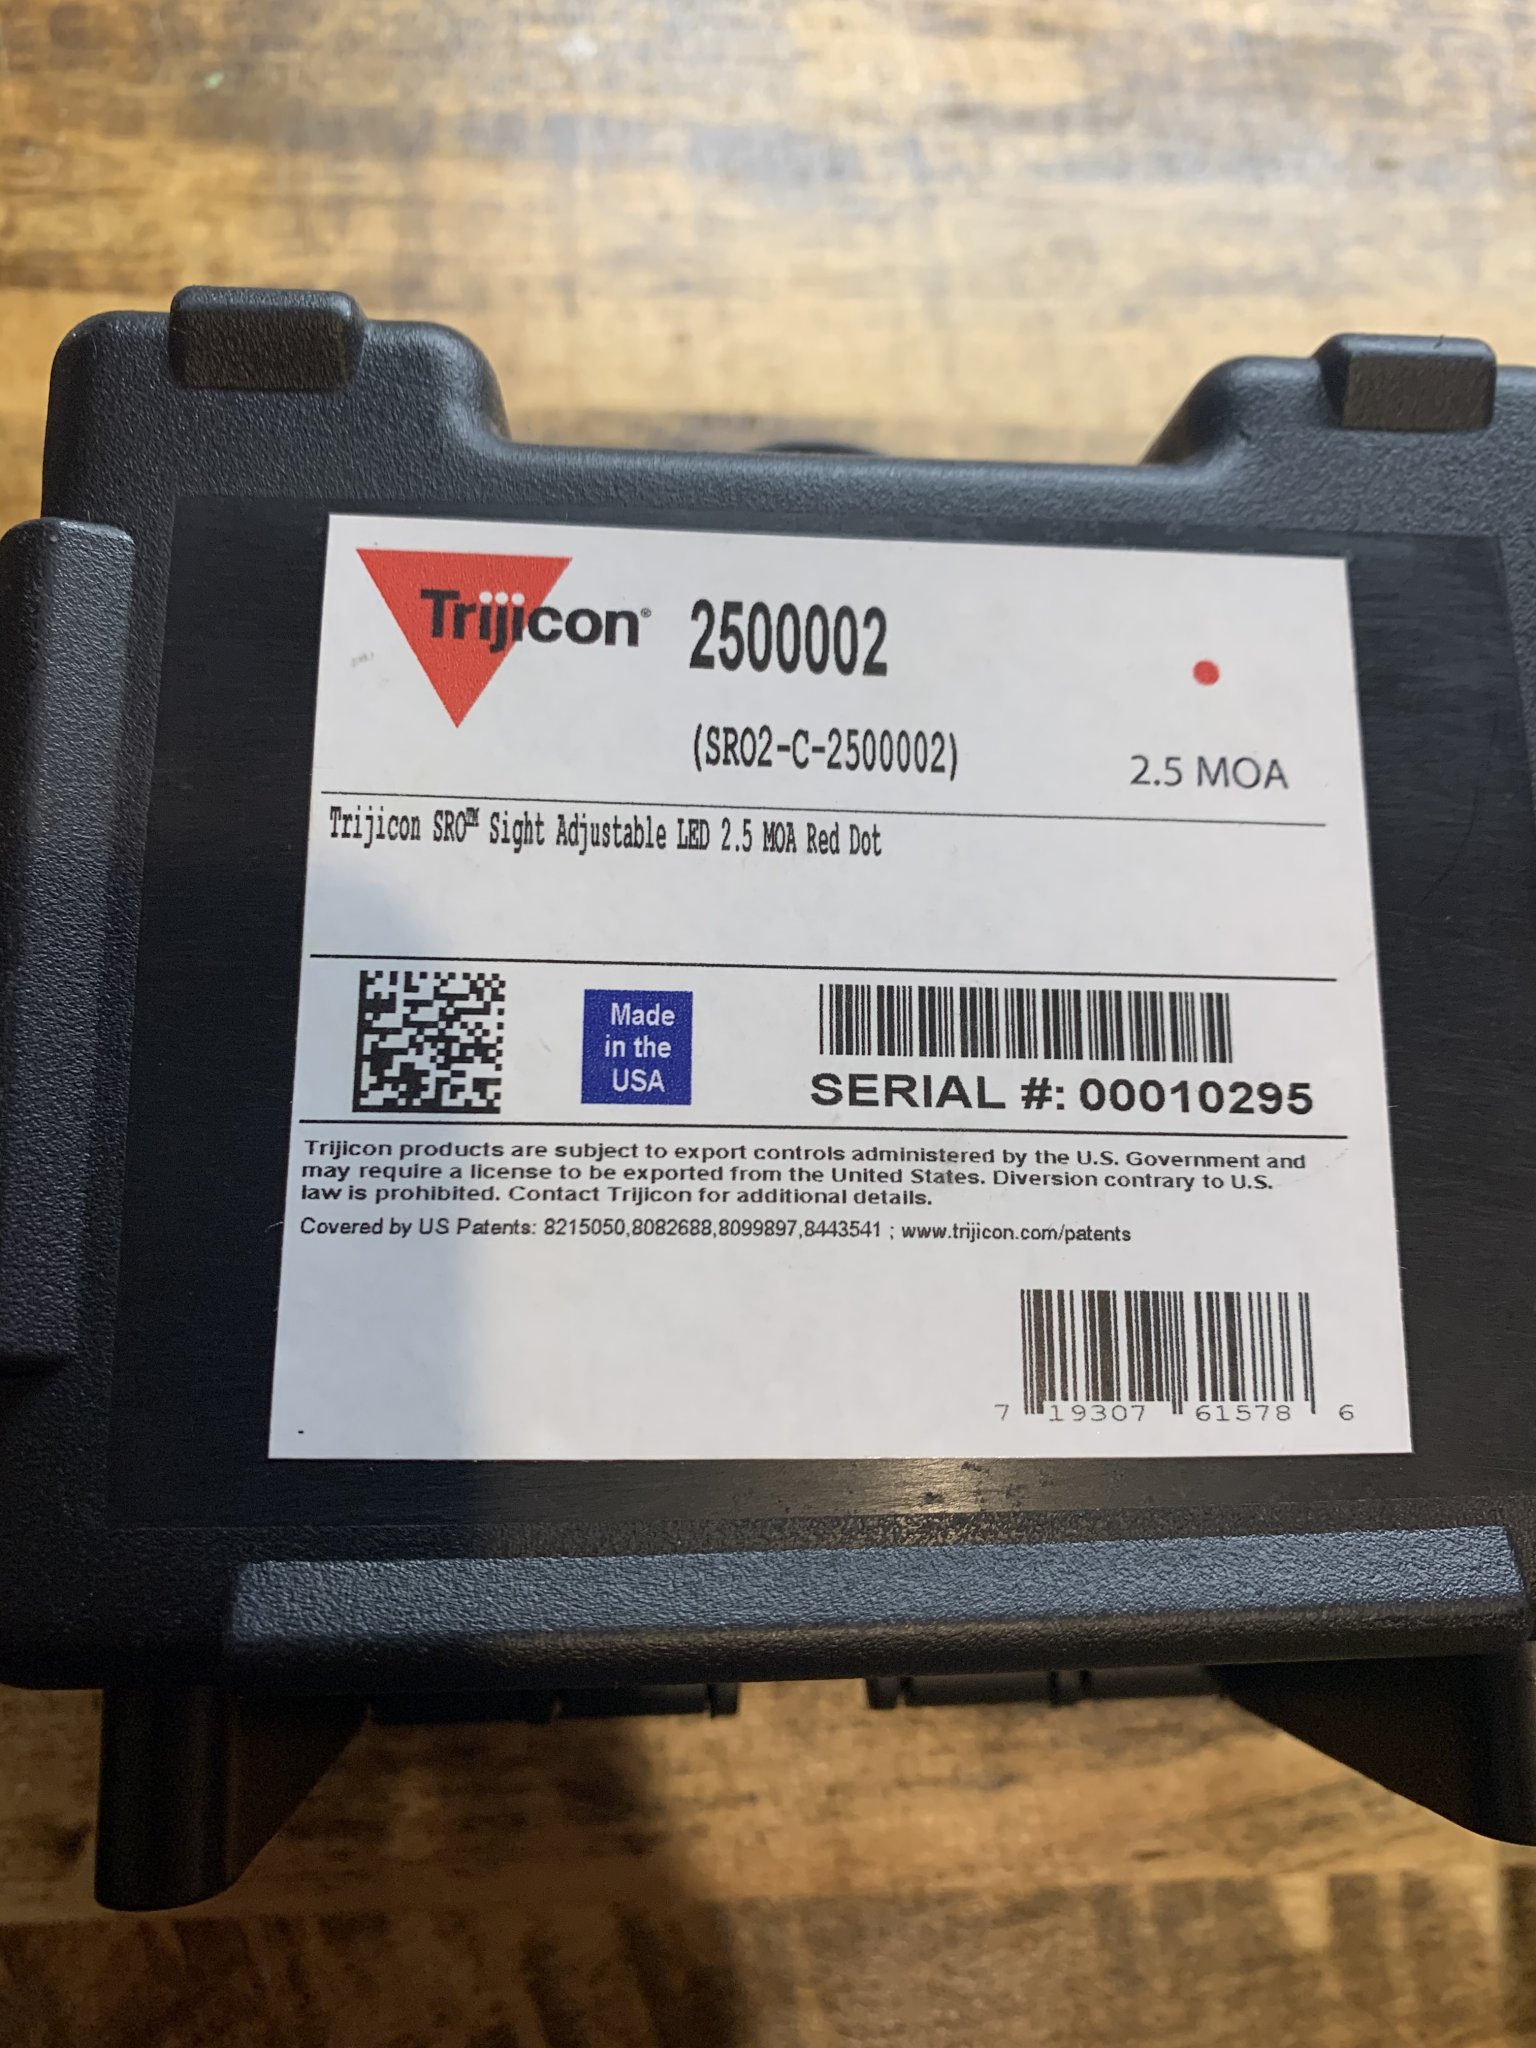 Trijicon® 2500002
(SRO2-C-2500002)
2.5 MOA
Trijicon SRO™ Sight Adjustable LED 2.5 MOA Red Dot
Made
in the
USA
SERIAL #: 00010295
Trijicon products are subject to export controls administered by the U.S. Government and
may require a license to be exported from the United States. Diversion contrary to U.S.
law is prohibited. Contact Trijicon for additional details.
Covered by US Patents: 8215050,8082688,8099897,8443541 ; www.trijicon.com/patents
7 19307 61578 6